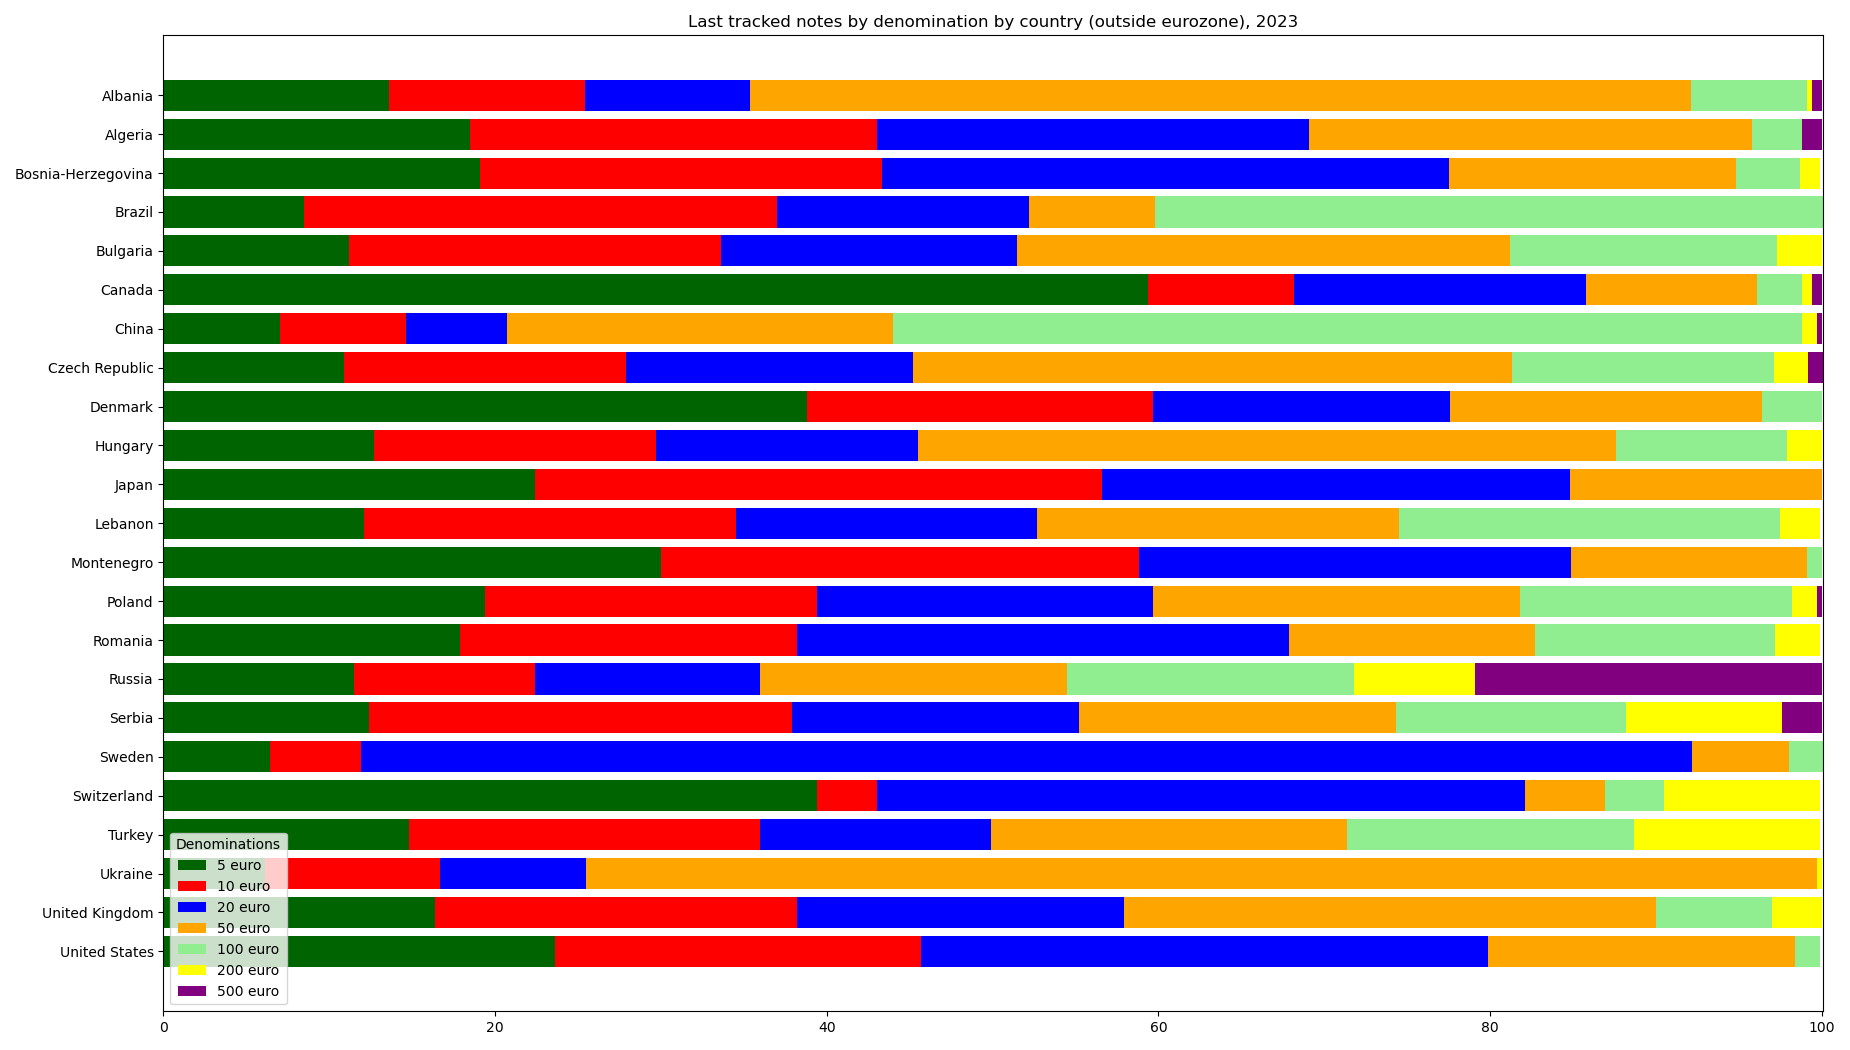 Last tracked notes by denomination by country (outside eurozone), 2023
Albania
Algeria
Bosnia-Herzegovina
Brazil
Bulgaria
Canada
China
Czech Republic
Denmark
Hungary
Japan
Lebanon
Montenegro
Poland
Romania
Russia
Serbia
Sweden
Switzerland
Turkey
Ukraine
United Kingdom
United States
Denominations
5 euro
10 euro
20 euro
50 euro
100 euro
200 euro
500 euro
0 20 40 60 80 100